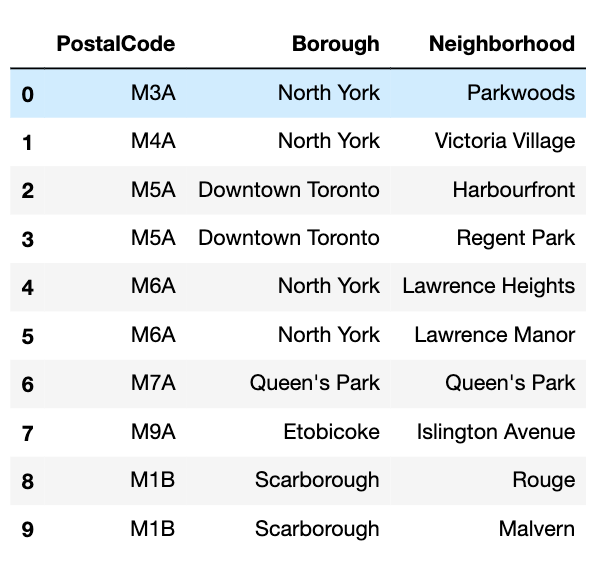 PostalCode Borough Neighborhood
0 M3A North York Parkwoods
1 M4A North York Victoria Village
2 M5A Downtown Toronto Harbourfront
3 M5A Downtown Toronto Regent Park
4 M6A North York Lawrence Heights
5 M6A North York Lawrence Manor
6 M7A Queen's Park Queen's Park
7 M9A Etobicoke Islington Avenue
8 M1B Scarborough Rouge
9 M1B Scarborough Malvern